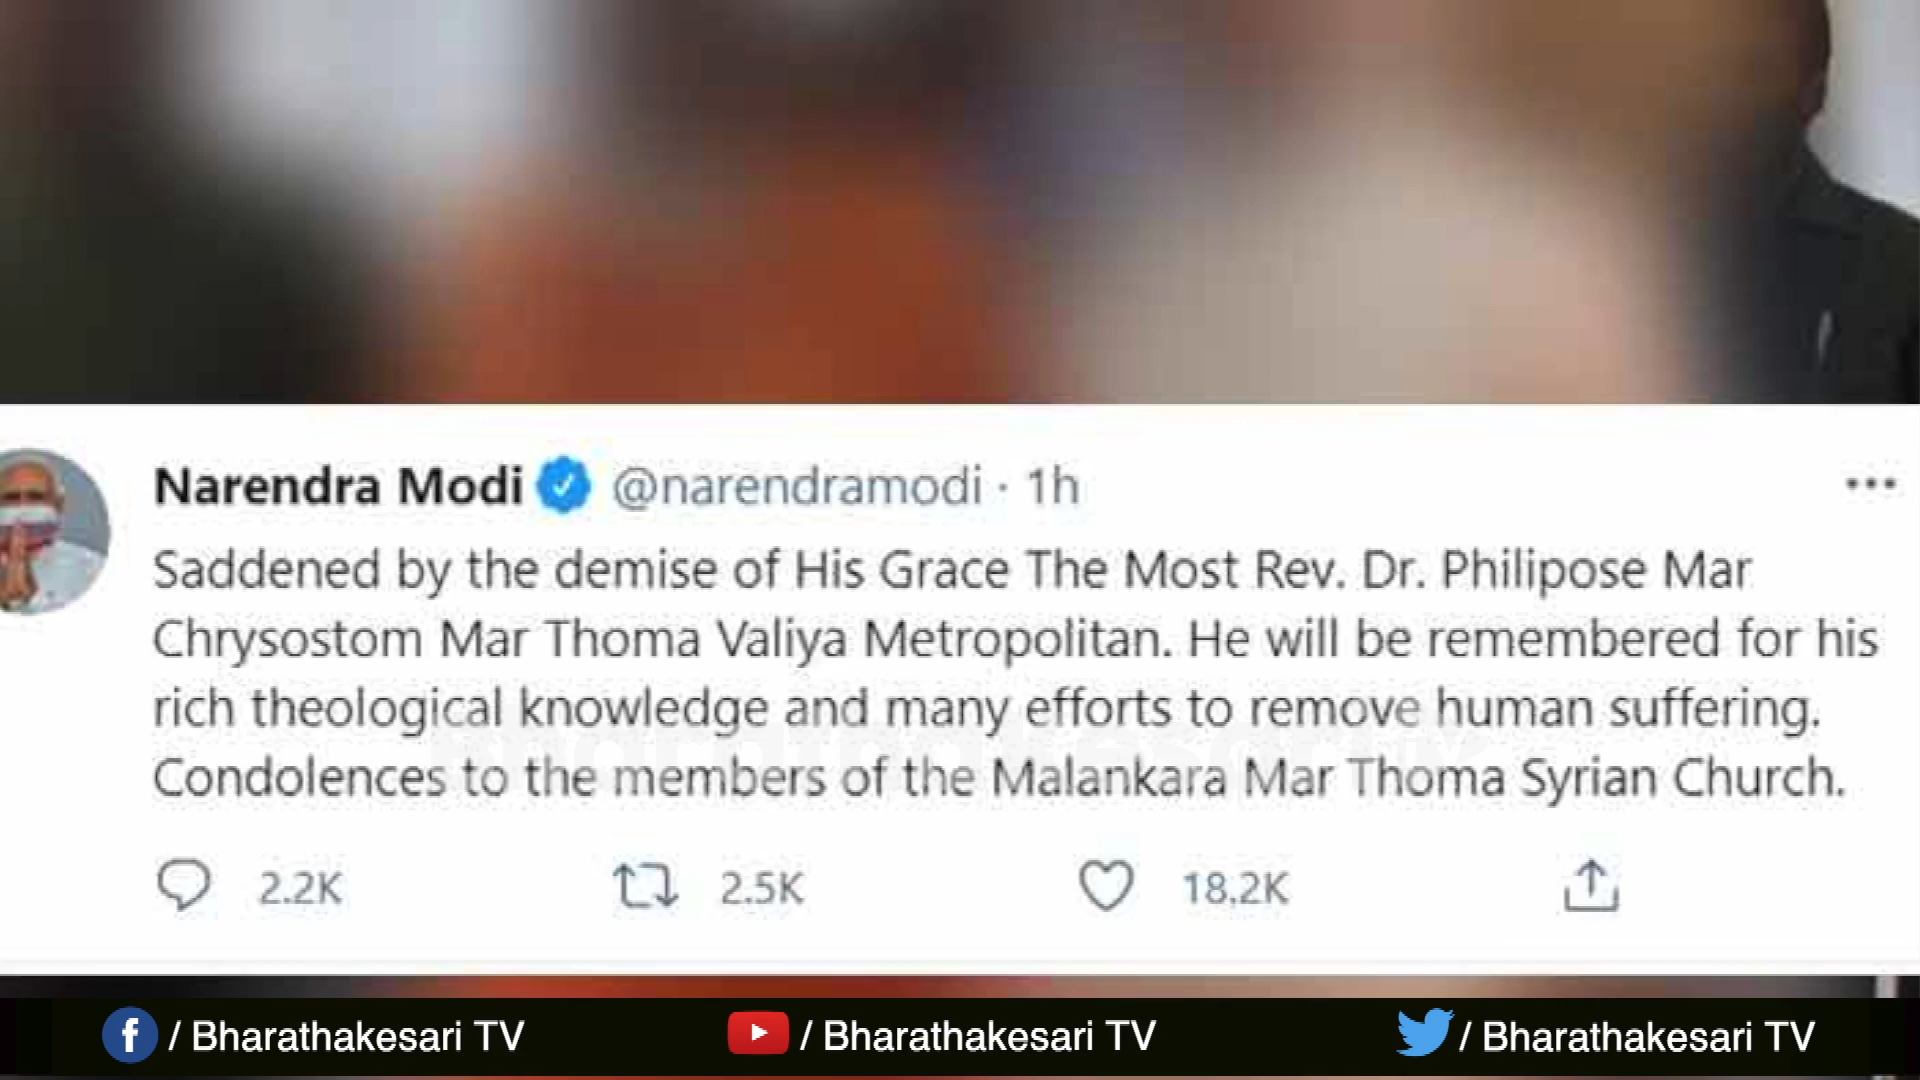 Narendra Modi @narendramodi · 1h
Saddened by the demise of His Grace The Most Rev. Dr. Philipose Mar
Chrysostom Mar Thoma Valiya Metropolitan. He will be remembered for his
rich theological knowledge and many efforts to remove human suffering.
Condolences to the members of the Malankara Mar Thoma Syrian Church.
2.2K 2.5K 18.2K
/ Bharathakesari TV / Bharathakesari TV / Bharathakesari TV